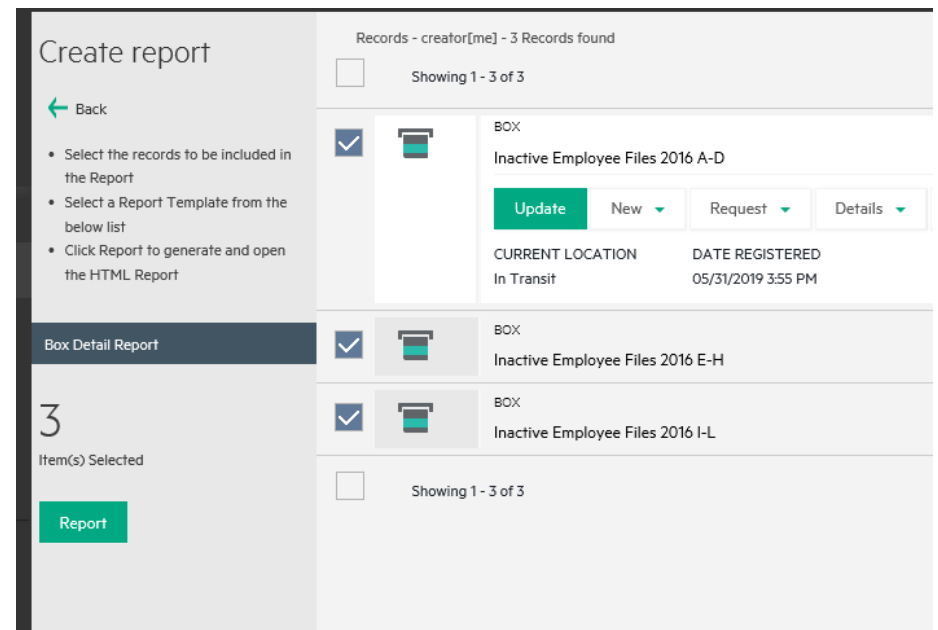 Create report
Back
• Select the records to be included in
the Report
• Select a Report Template from the
below list
• Click Report to generate and open
the HTML Report
Box Detail Report
3
Item(s) Selected
Report
Records - creator[me] - 3 Records found
Showing 1 - 3 of 3
BOX
Inactive Employee Files 2016 A-D
Update New Request Details
CURRENT LOCATION DATE REGISTERED
In Transit 05/31/2019 3:55 PM
BOX
Inactive Employee Files 2016 E-H
BOX
Inactive Employee Files 2016 I-L
Showing 1 - 3 of 3